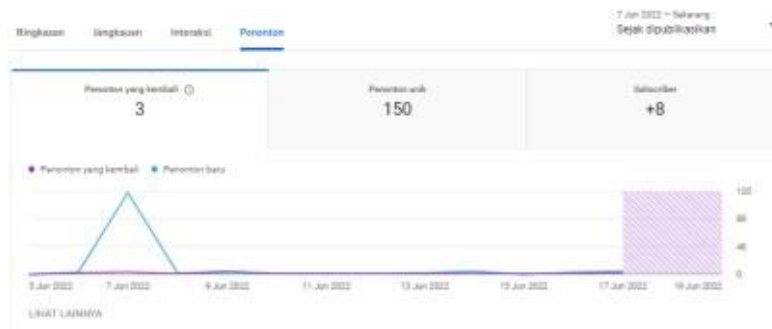 7 Jun 2022 – Sekarang
Sejak dipublikasikan
Ringkasan Jangkauan Interaksi Penonton
Penonton yang kembali
3
Penonton unik
150
Subscriber
+8
Penonton yang kembali Penonton baru
120
80
40
0
5 Jun 2022 7 Jun 2022 9 Jun 2022 11 Jun 2022 13 Jun 2022 15 Jun 2022 17 Jun 2022 19 Jun 2022
LIHAT LAINNYA